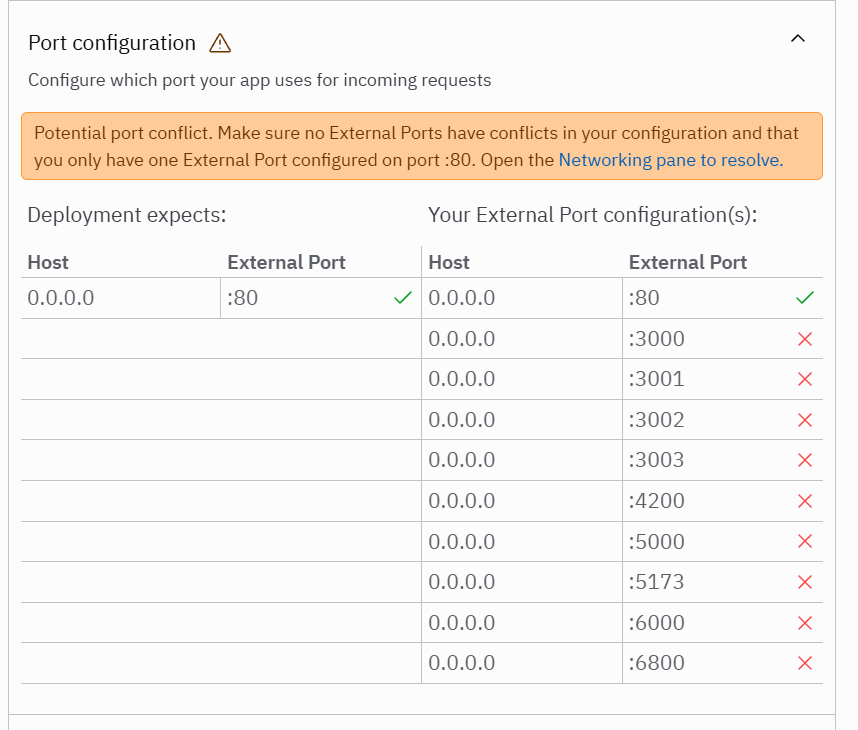 Port configuration
Configure which port your app uses for incoming requests
Potential port conflict. Make sure no External Ports have conflicts in your configuration and that
you only have one External Port configured on port :80. Open the Networking pane to resolve.
Deployment expects: Your External Port configuration(s):
Host External Port Host External Port
0.0.0.0 :80 0.0.0.0 :80
0.0.0.0 :3000
0.0.0.0 :3001
0.0.0.0 :3002
0.0.0.0 :3003
0.0.0.0 :4200
0.0.0.0 :5000
0.0.0.0 :5173
0.0.0.0 :6000
0.0.0.0 :6800